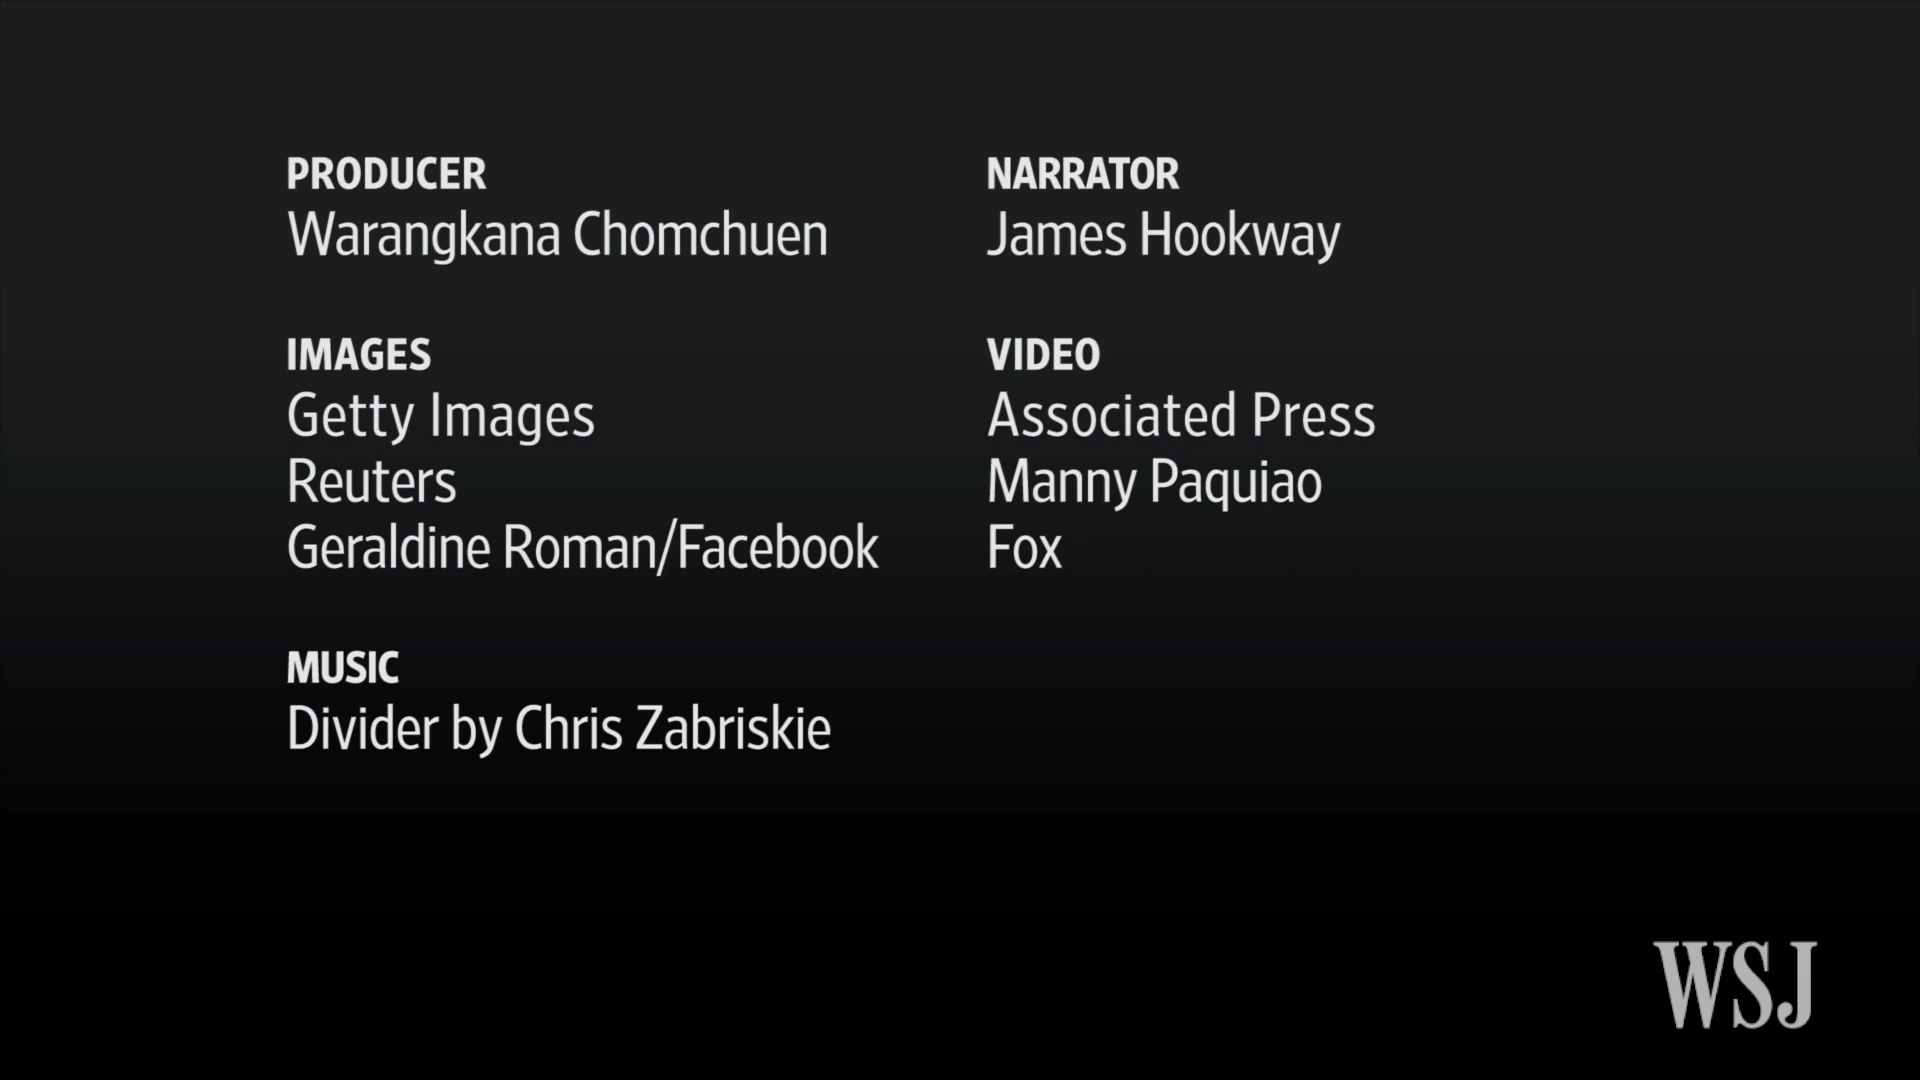 PRODUCER
Warangkana Chomchuen
NARRATOR
James Hookway
IMAGES
Getty Images
Reuters
Geraldine Roman/Facebook
VIDEO
Associated Press
Manny Paquiao
Fox
MUSIC
Divider by Chris Zabriskie
WSJ